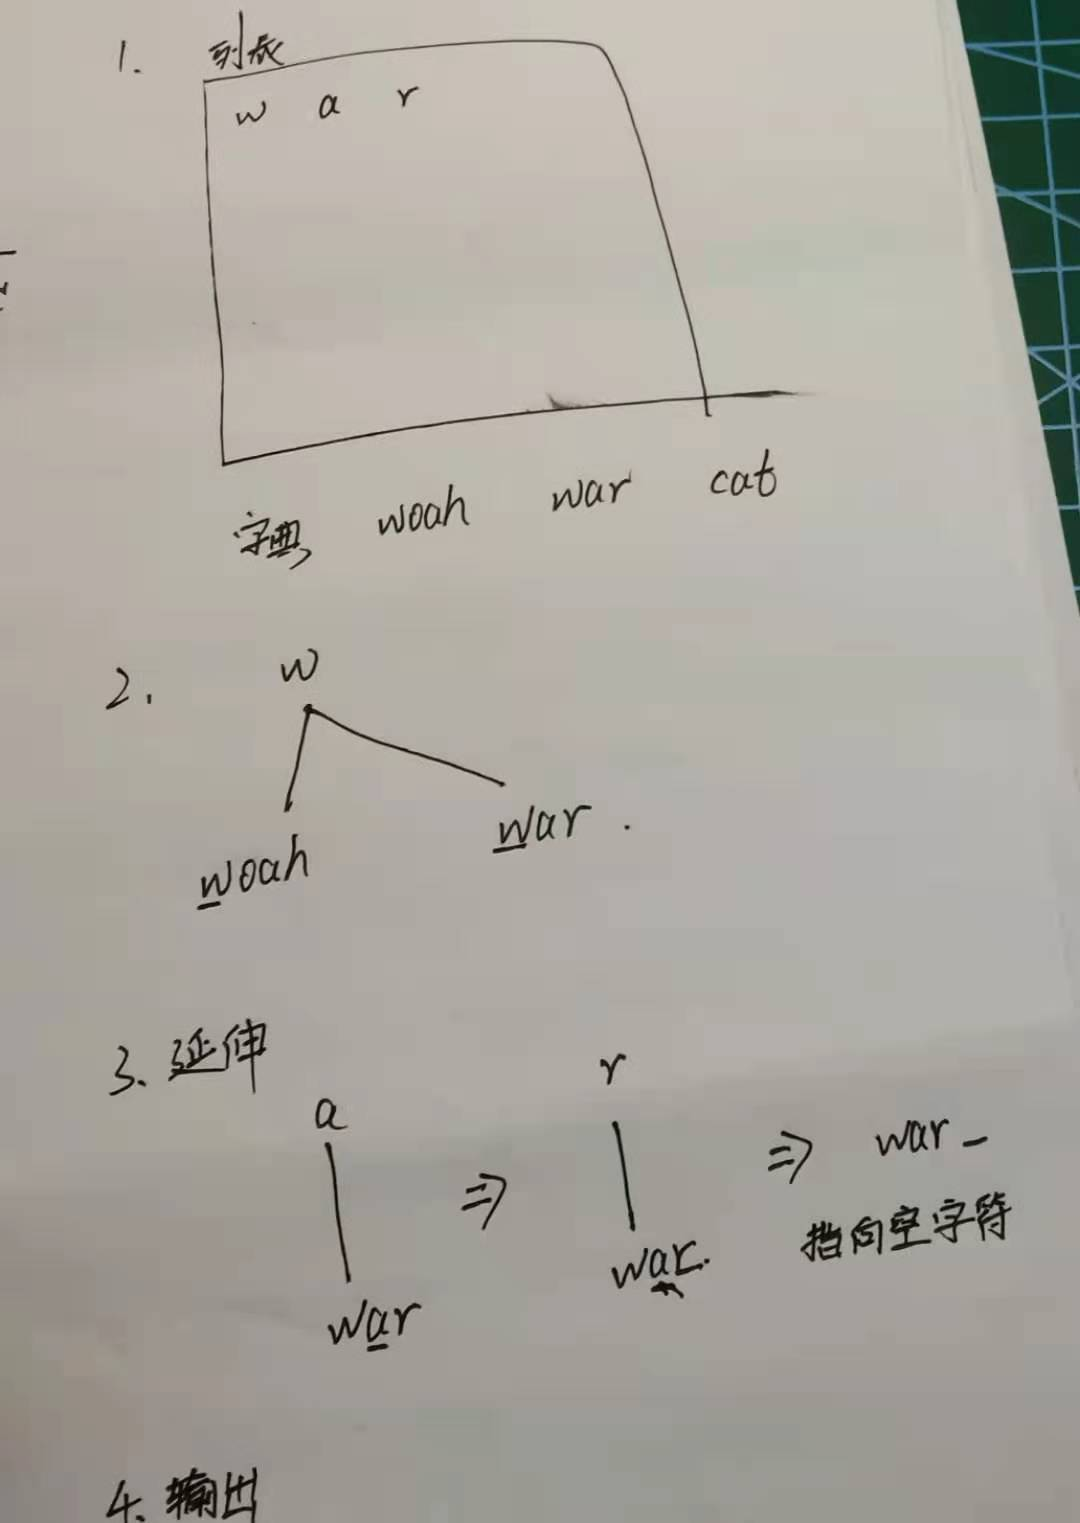 1. 列表
w a r
字典 woah war cat
2. w
woah war .
3. 延伸
a r
⇒ ⇒ war_
war war. 指向空字符
4. 输出